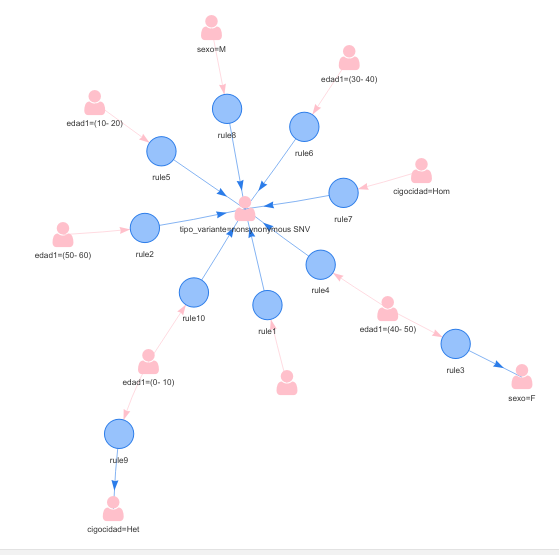 sexo=M
edad1=(30- 40)
edad1=(10- 20)
rule8
rule6
rule5
cigocidad=Hom
rule7
tipo_variante=nonsynonymous SNV
edad1=(50- 60)
rule2
rule4
rule10
rule1
edad1=(40- 50)
rule3
edad1=(0- 10)
sexo=F
rule9
cigocidad=Het